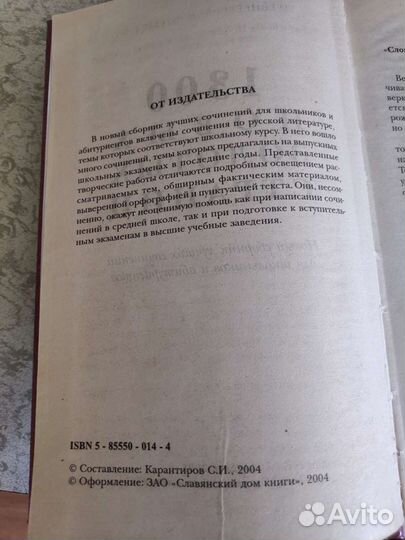 ОТ ИЗДАТЕЛЬСТВА
В новый сборник лучших сочинений для школьников и
абитуриентов включены сочинения по русской литературе,
темы которых соответствуют школьному курсу. В него вошло
много сочинений, темы которых предлагались на выпускных
школьных экзаменах в последние годы. Представленные
творческие работы отличаются подробным освещением рас-
сматриваемых тем, обширным фактическим материалом,
выверенной орфографией и пунктуацией текста. Они, несом-
ненно, окажут неоценимую помощь как при написании сочи-
нений в средней школе, так и при подготовке к вступитель-
ным экзаменам в высшие учебные заведения.
ISBN 5 - 85550 - 014 - 4
© Составление: Карантиров С.И., 2004
© Оформление: ЗАО «Славянский дом книги», 2004
Avito